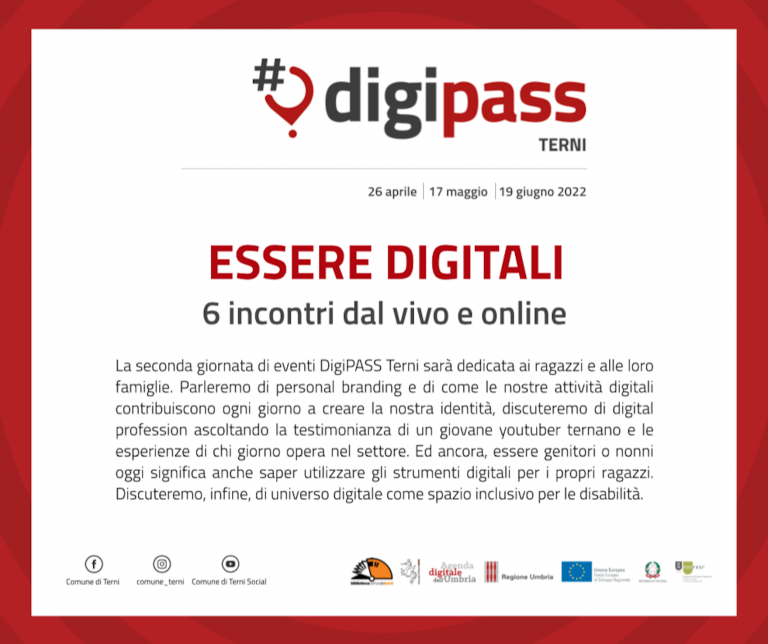 #digipass
TERNI
26 aprile | 17 maggio | 19 giugno 2022
ESSERE DIGITALI
6 incontri dal vivo e online
La seconda giornata di eventi DigiPASS Terni sarà dedicata ai ragazzi e alle loro
famiglie. Parleremo di personal branding e di come le nostre attività digitali
contribuiscono ogni giorno a creare la nostra identità, discuteremo di digital
profession ascoltando la testimonianza di un giovane youtuber ternano e le
esperienze di chi giorno opera nel settore. Ed ancora, essere genitori o nonni
oggi significa anche saper utilizzare gli strumenti digitali per i propri ragazzi.
Discuteremo, infine, di universo digitale come spazio inclusivo per le disabilità.
Comune di Terni
comune_terni
Comune di Terni Social
Agenda
digitale
dell'Umbria
Regione Umbria
Unione Europea